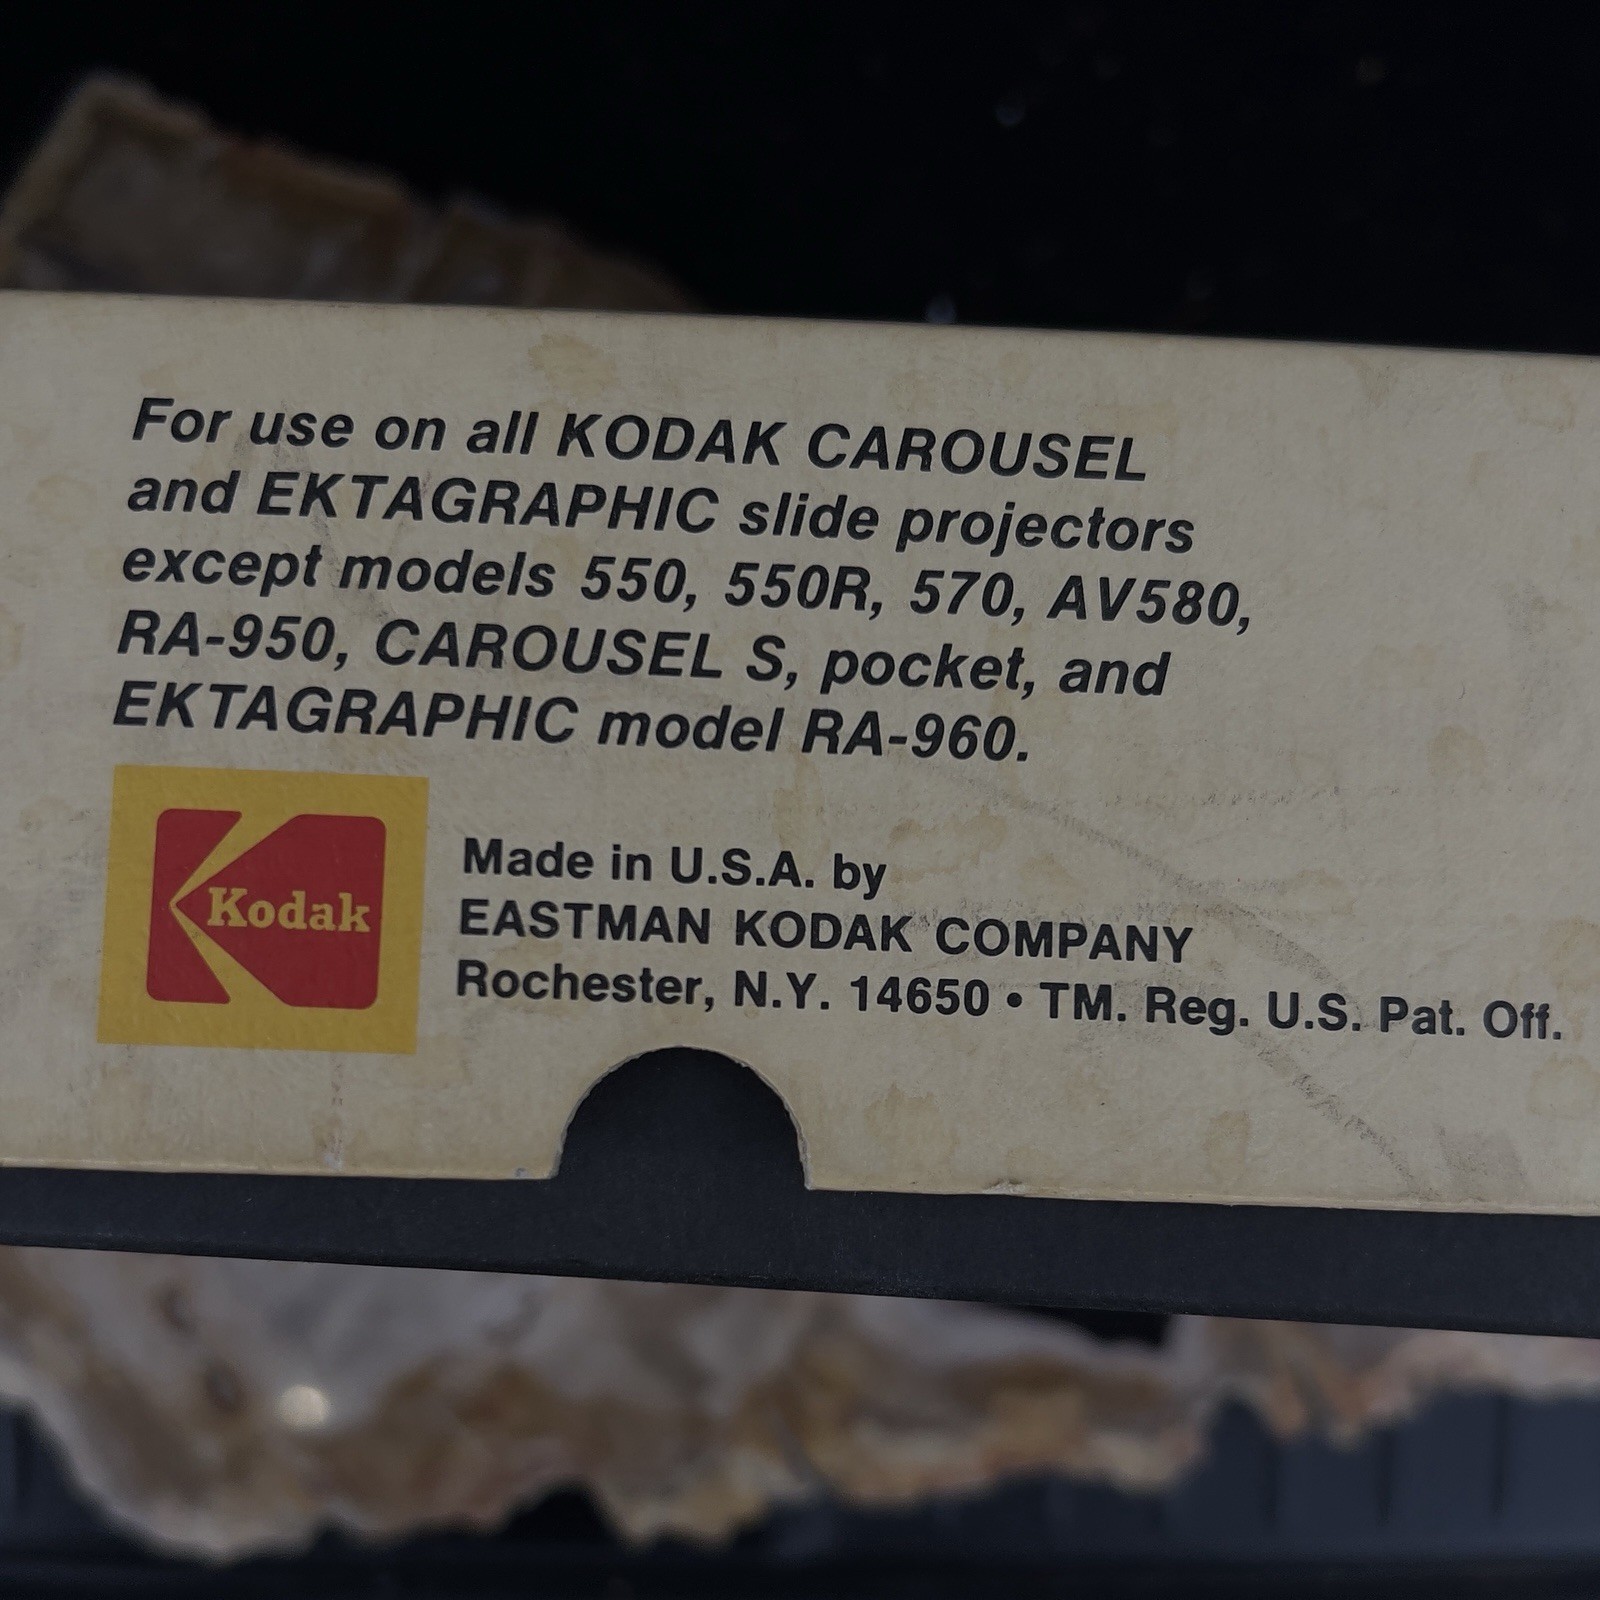 For use on all KODAK CAROUSEL
and EKTAGRAPHIC slide projectors
except models 550, 550R, 570, AV580,
RA-950, CAROUSEL S, pocket, and
EKTAGRAPHIC model RA-960.
Kodak
Made in U.S.A. by
EASTMAN KODAK COMPANY
Rochester, N.Y. 14650 • TM. Reg. U.S. Pat. Off.